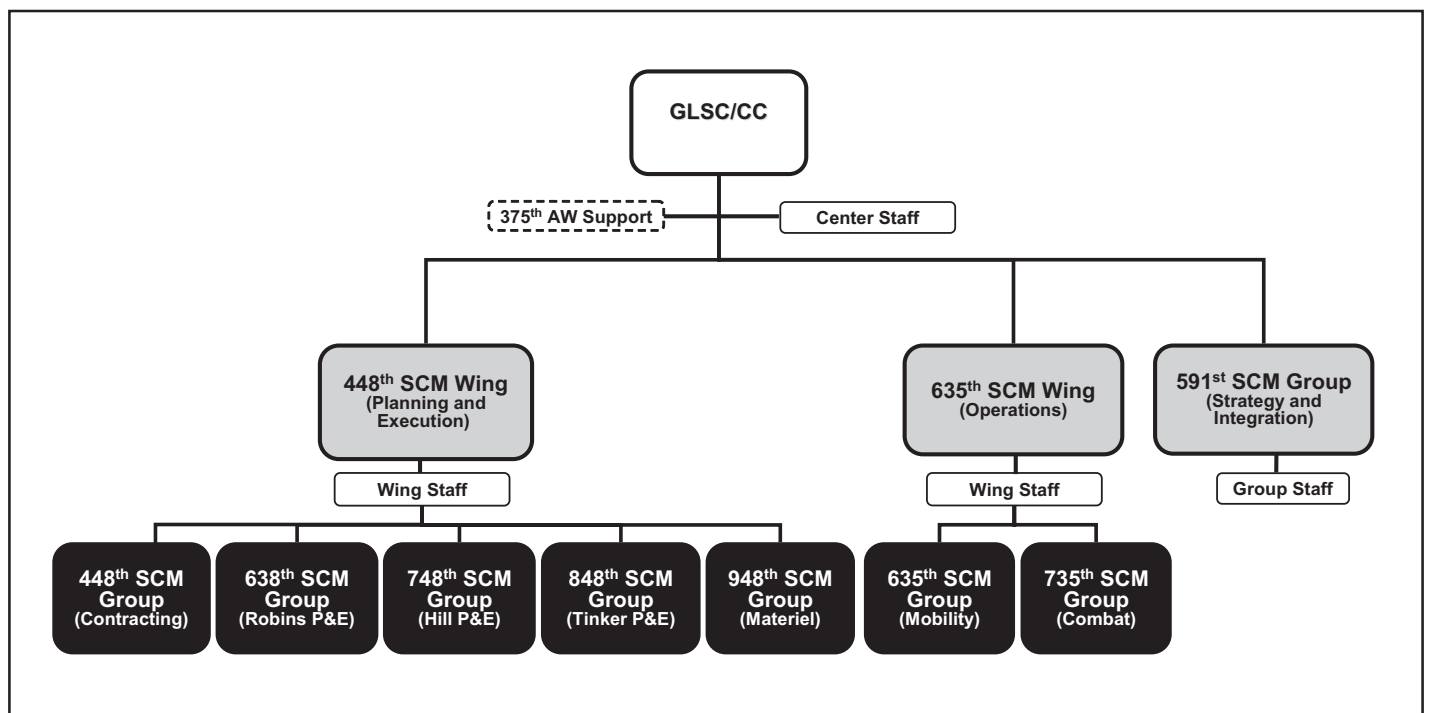 GLSC/CC
375th AW Support
Center Staff
448th SCM Wing
(Planning and
Execution)
635th SCM Wing
(Operations)
591st SCM Group
(Strategy and
Integration)
Wing Staff
Wing Staff
Group Staff
448th SCM
Group
(Contracting)
638th SCM
Group
(Robins P&E)
748th SCM
Group
(Hill P&E)
848th SCM
Group
(Tinker P&E)
948th SCM
Group
(Materiel)
635th SCM
Group
(Mobility)
735th SCM
Group
(Combat)